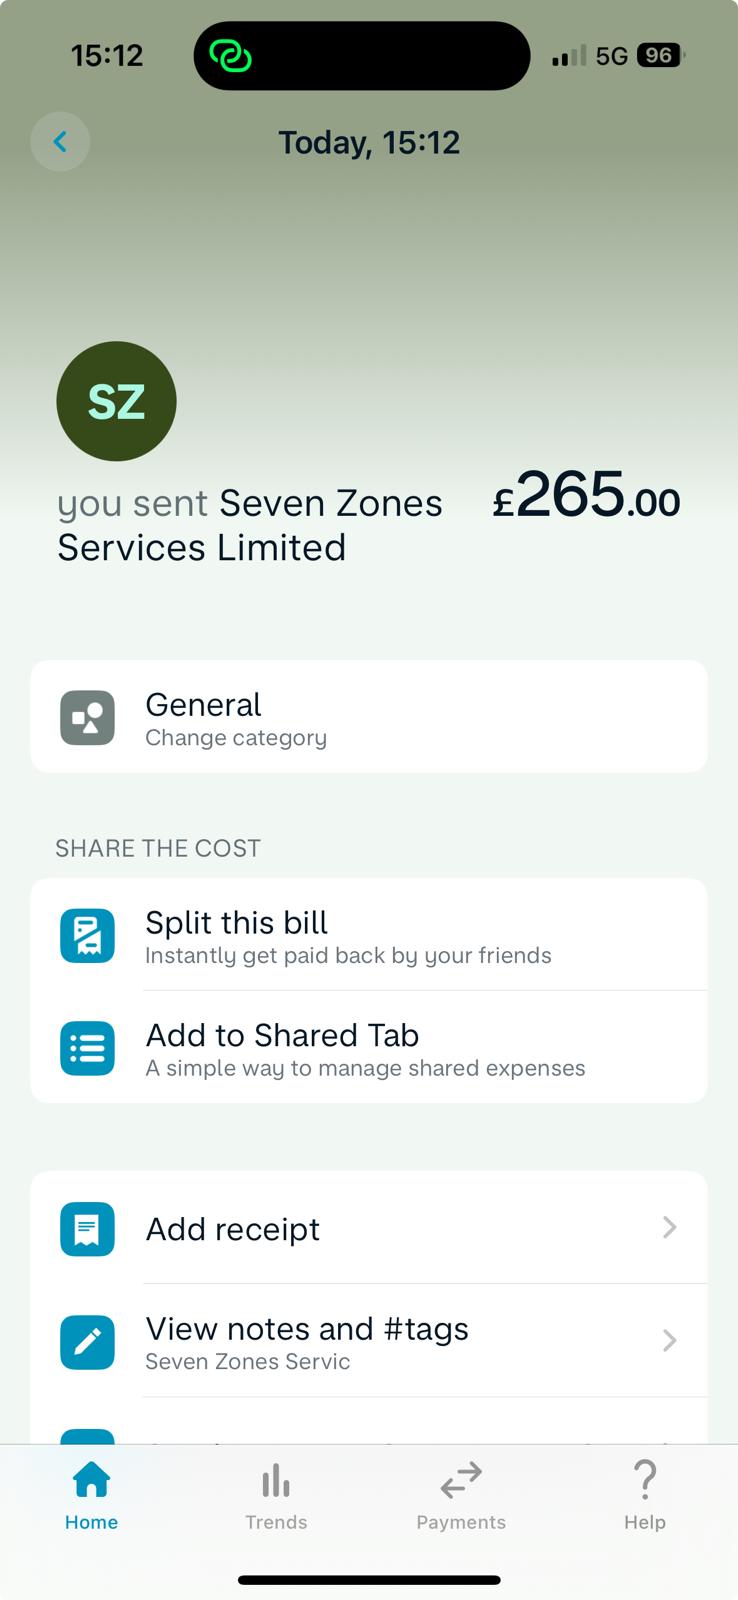 15:12
5G 96
Today, 15:12
SZ
you sent Seven Zones
Services Limited
£265.00
General
Change category
SHARE THE COST
Split this bill
Instantly get paid back by your friends
Add to Shared Tab
A simple way to manage shared expenses
Add receipt
View notes and #tags
Seven Zones Servic
Home
Trends
Payments
Help